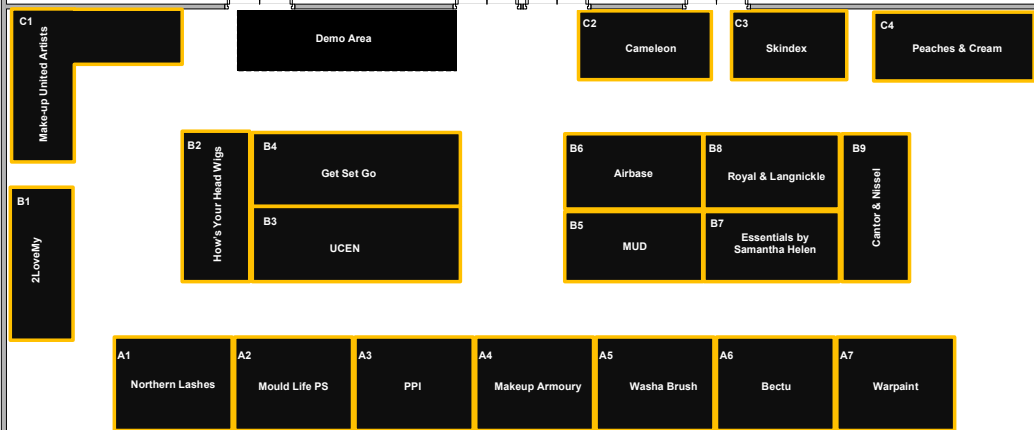 C1
Make-up United Artists
Demo Area
C2
Cameleon
C3
Skindex
C4
Peaches & Cream
B1
2LoveMy
B2
How's Your Head Wigs
B4
Get Set Go
B3
UCEN
B6
Airbase
B8
Royal & Langnickle
B9
Cantor & Nissel
B5
MUD
B7
Essentials by
Samantha Helen
A1
Northern Lashes
A2
Mould Life PS
A3
PPI
A4
Makeup Armoury
A5
Washa Brush
A6
Bectu
A7
Warpaint